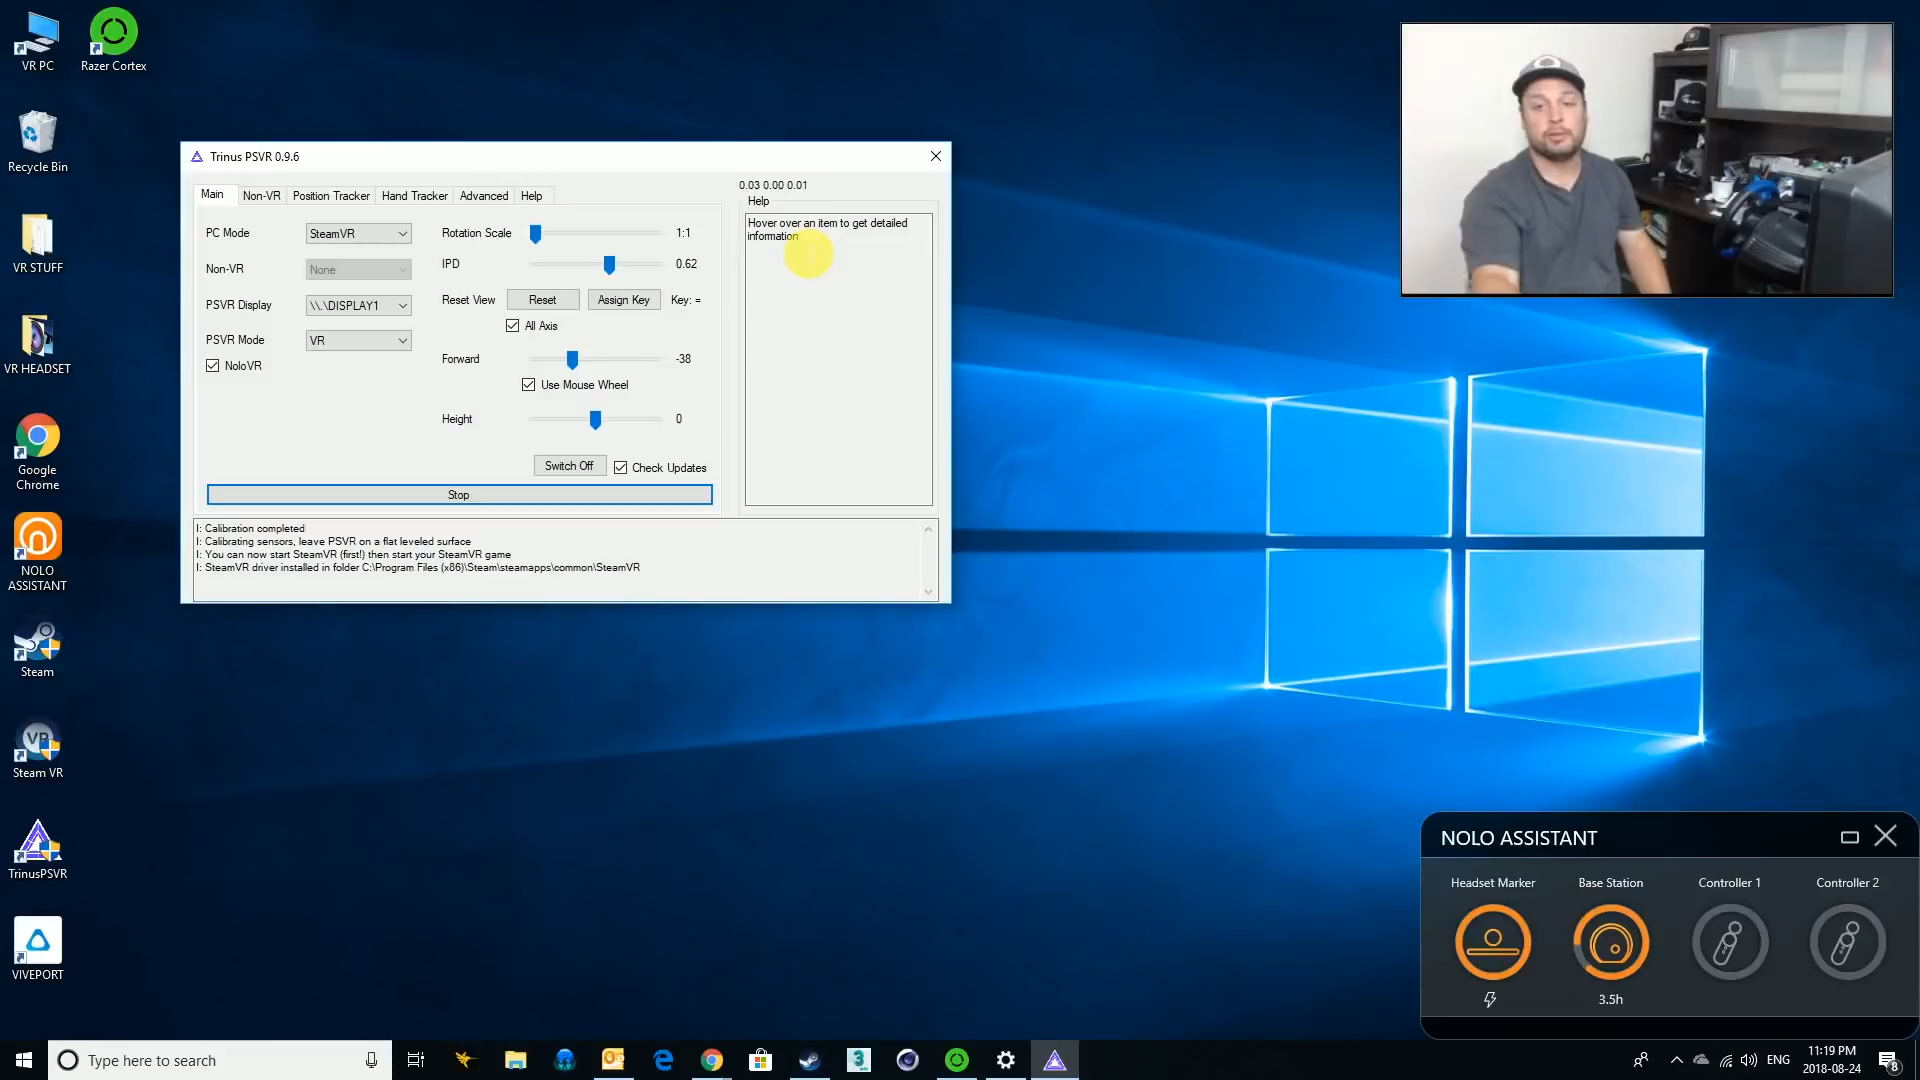 VR PC
Razer Cortex
Recycle Bin
VR STUFF
VR HEADSET
Google
Chrome
NOLO
ASSISTANT
Steam
Steam VR
TrinusPSVR
VIVEPORT
Trinus PSVR 0.9.6
Main
Non-VR
Position Tracker
Hand Tracker
Advanced
Help
PC Mode
SteamVR
Non-VR
None
PSVR Display
\\.\DISPLAY1
PSVR Mode
VR
NoloVR
Rotation Scale
1:1
IPD
0.62
Reset View
Reset
Assign Key
Key: =
All Axis
Forward
-38
Use Mouse Wheel
Height
0
Switch Off
Check Updates
Stop
0.03 0.00 0.01
Help
Hover over an item to get detailed
information
I: Calibration completed
I: Calibrating sensors, leave PSVR on a flat leveled surface
I: You can now start SteamVR (first!) then start your SteamVR game
I: SteamVR driver installed in folder C:\Program Files (x86)\Steam\steamapps\common\SteamVR
NOLO ASSISTANT
Headset Marker
Base Station
Controller 1
Controller 2
3.5h
Type here to search
ENG
11:19 PM
2018-08-24
8